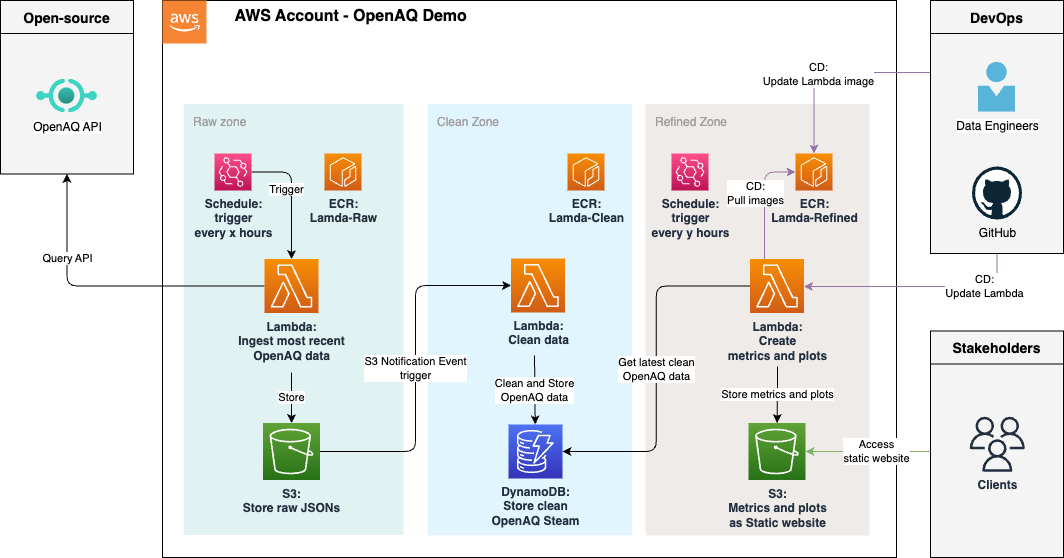 Open-source
OpenAQ API
Query API
aws
AWS Account - OpenAQ Demo
Raw zone
Schedule:
trigger
every x hours
Trigger
ECR:
Lamda-Raw
Lambda:
Ingest most recent
OpenAQ data
Store
S3:
Store raw JSONs
S3 Notification Event
trigger
Clean Zone
ECR:
Lamda-Clean
Lambda:
Clean data
Clean and Store
OpenAQ data
DynamoDB:
Store clean
OpenAQ Steam
Refined Zone
CD:
Update Lambda image
Schedule:
trigger
every y hours
CD:
Pull images
ECR:
Lamda-Refined
Lambda:
Create
metrics and plots
Get latest clean
OpenAQ data
Store metrics and plots
S3:
Metrics and plots
as Static website
DevOps
Data Engineers
GitHub
CD:
Update Lambda
Stakeholders
Access
static website
Clients